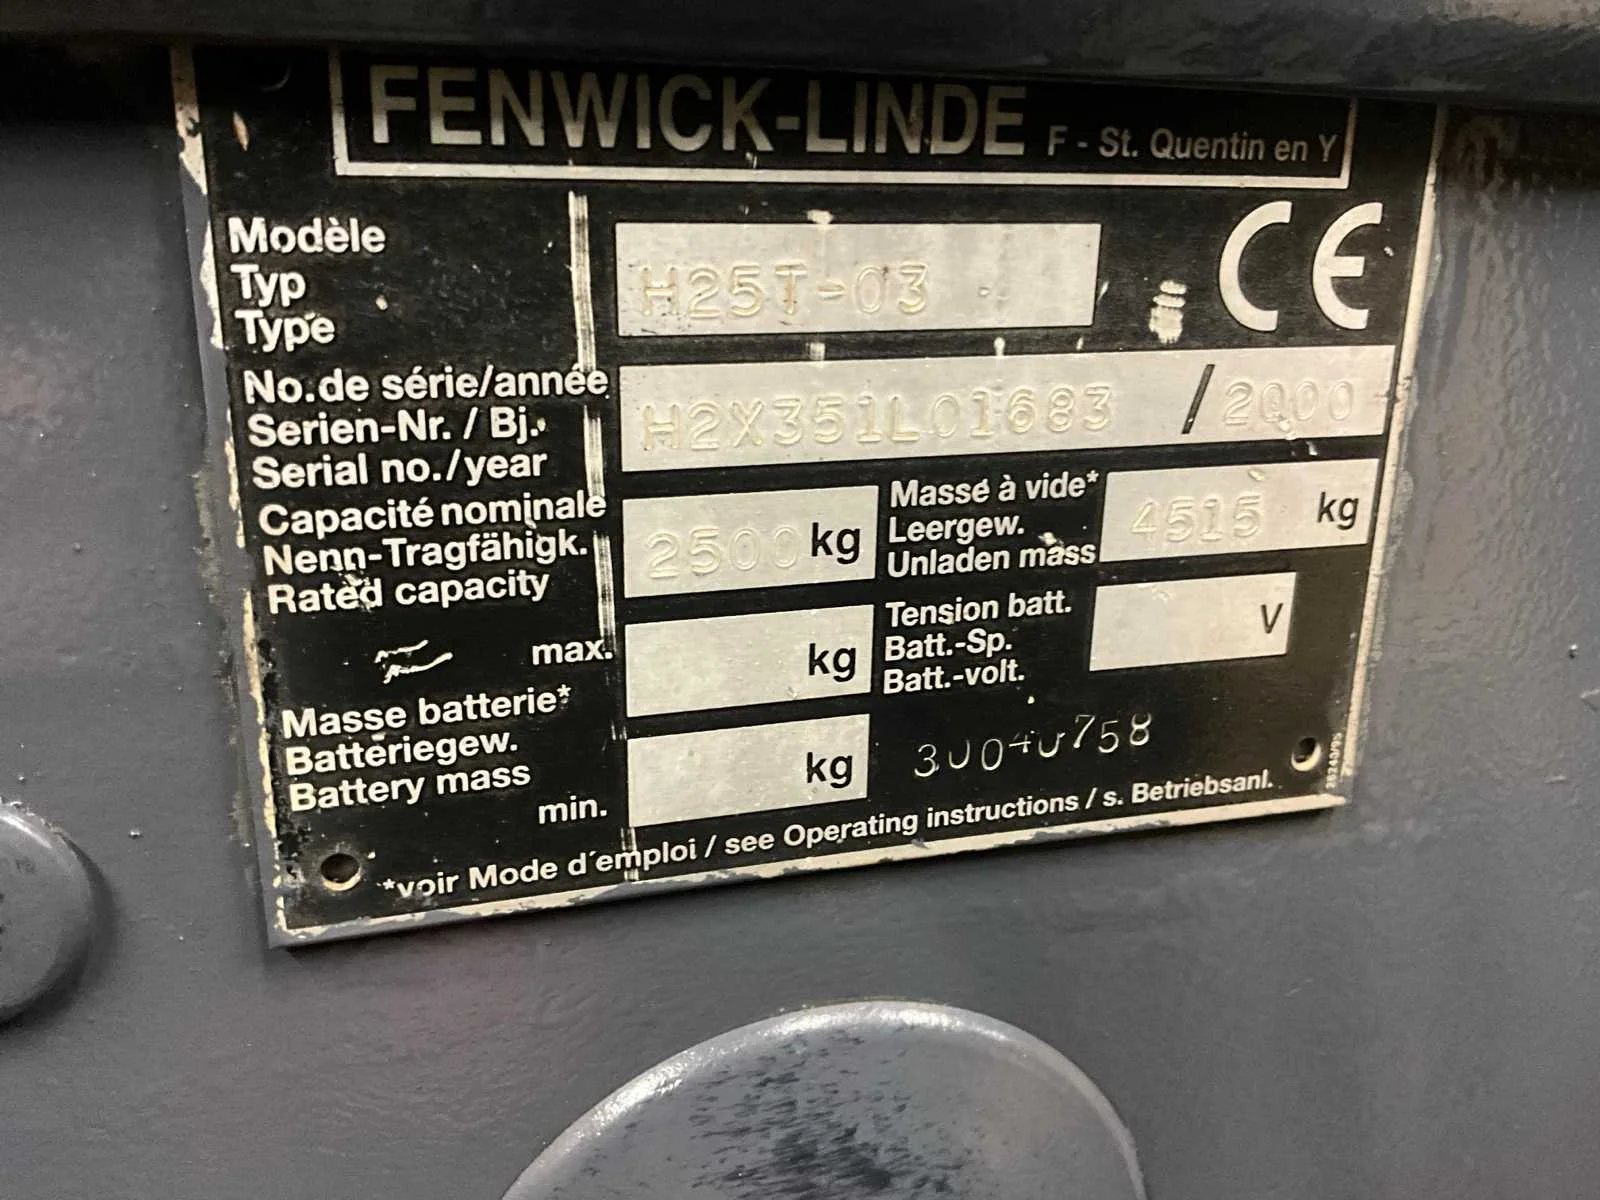 FENWICK-LINDE F - St. Quentin en Y
Modèle
Typ
Type
H25T-03
CE
No.de série/année
Serien-Nr. / Bj.
Serial no./year
H2X351L01683 / 2000
Capacité nominale
Nenn-Tragfähigk.
Rated capacity
2500 kg
Masse à vide*
Leergew.
Unladen mass
4515 kg
max.
kg
Tension batt.
Batt.-Sp.
Batt.-volt.
V
Masse batterie*
Batteriegew.
Battery mass
min.
kg
*voir Mode d'emploi / see Operating instructions / s. Betriebsanl.